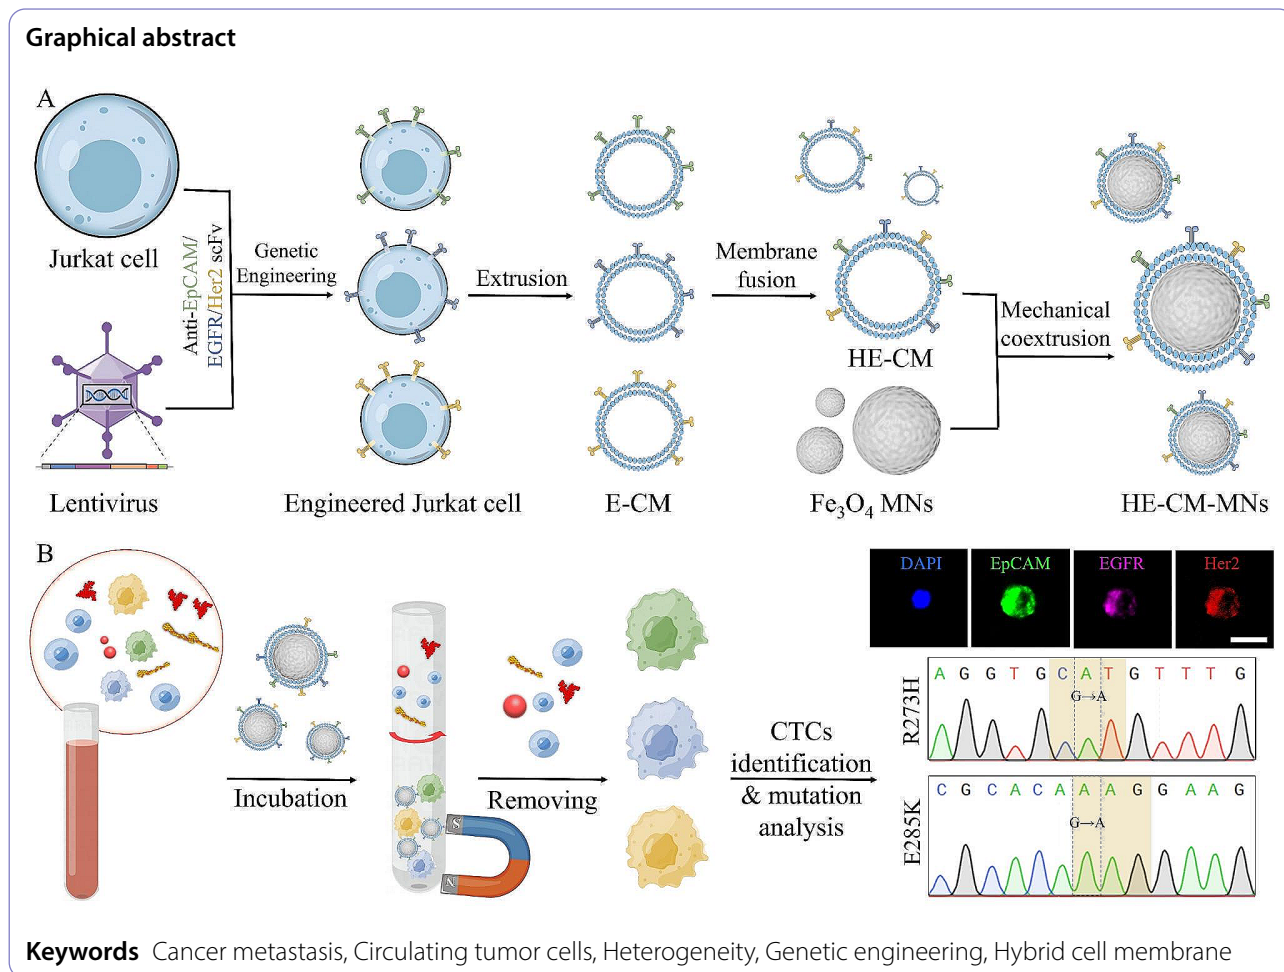 Graphical abstract
A
Jurkat cell
Lentivirus
Anti-EpCAM/
EGFR/Her2 scFv
Genetic
Engineering
Engineered Jurkat cell
Extrusion
E-CM
Membrane
fusion
HE-CM
Fe₃O₄ MNs
Mechanical
coextrusion
HE-CM-MNs
B
Incubation
S
N
Removing
CTCs
identification
& mutation
analysis
DAPI
EpCAM
EGFR
Her2
R273H
A G G T G C A T G T T T G
G→A
E285K
C G C A C A A A G G A A G
G→A
Keywords Cancer metastasis, Circulating tumor cells, Heterogeneity, Genetic engineering, Hybrid cell membrane